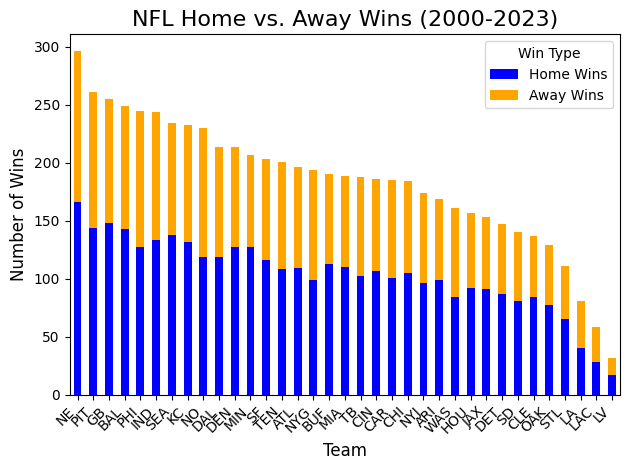 NFL Home vs. Away Wins (2000-2023)
Win Type
Home Wins
Away Wins
Number of Wins
300
250
200
150
100
50
0
NE PIT GB BAL PHI IND SEA KC NO DAL DEN MIN SF TEN ATL NYG BUF MIA TB CIN CAR CHI NYJ ARI WAS HOU JAX DET SD CLE OAK STL LA LAC LV
Team